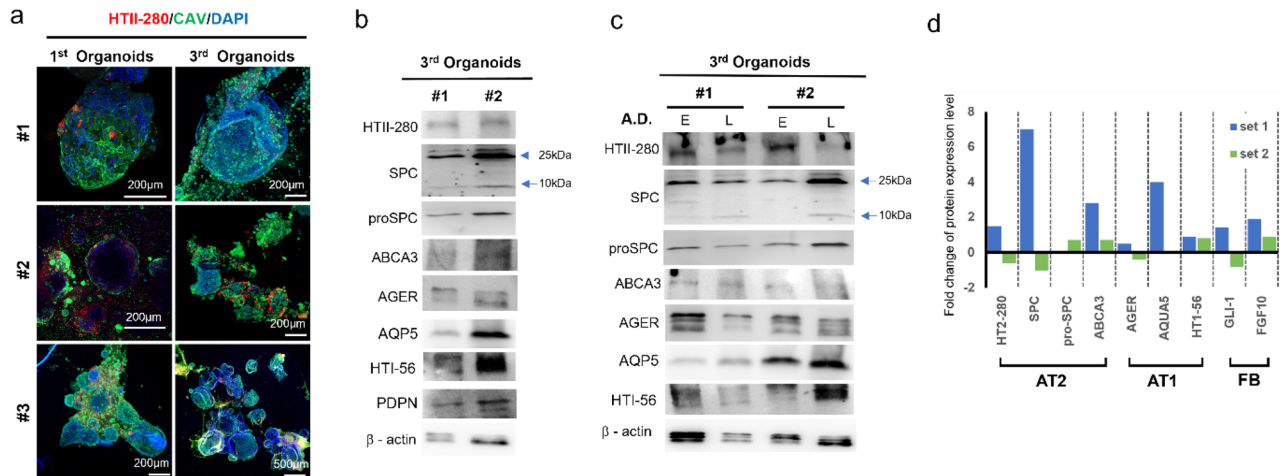 a
HTII-280/CAV/DAPI
1st Organoids
3rd Organoids
#1
200μm
200μm
#2
200μm
200μm
#3
200μm
500μm
b
3rd Organoids
#1 #2
HTII-280
SPC
25kDa
10kDa
proSPC
ABCA3
AGER
AQP5
HTI-56
PDPN
β - actin
c
3rd Organoids
#1 #2
A.D. E L E L
HTII-280
SPC
25kDa
10kDa
proSPC
ABCA3
AGER
AQP5
HTI-56
β - actin
d
Fold change of protein expression level
8
6
4
2
0
-2
set 1
set 2
HT2-280
SPC
pro-SPC
ABCA3
AGER
AQUA5
HT1-56
GLI-1
FGF10
AT2
AT1
FB